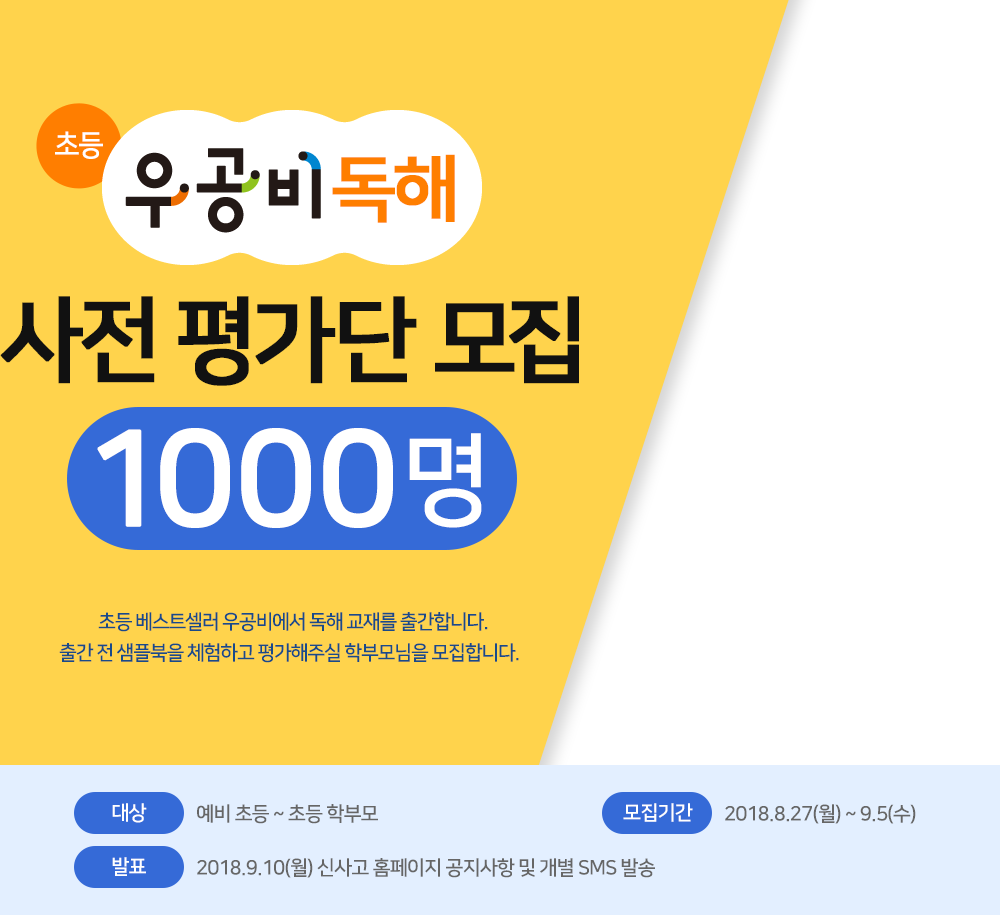 초등
우공비독해
사전 평가단 모집
1000명
초등 베스트셀러 우공비에서 독해 교재를 출간합니다.
출간 전 샘플북을 체험하고 평가해주실 학부모님을 모집합니다.
대상 예비 초등 ~ 초등 학부모
모집기간 2018.8.27(월) ~ 9.5(수)
발표 2018.9.10(월) 신사고 홈페이지 공지사항 및 개별 SMS 발송